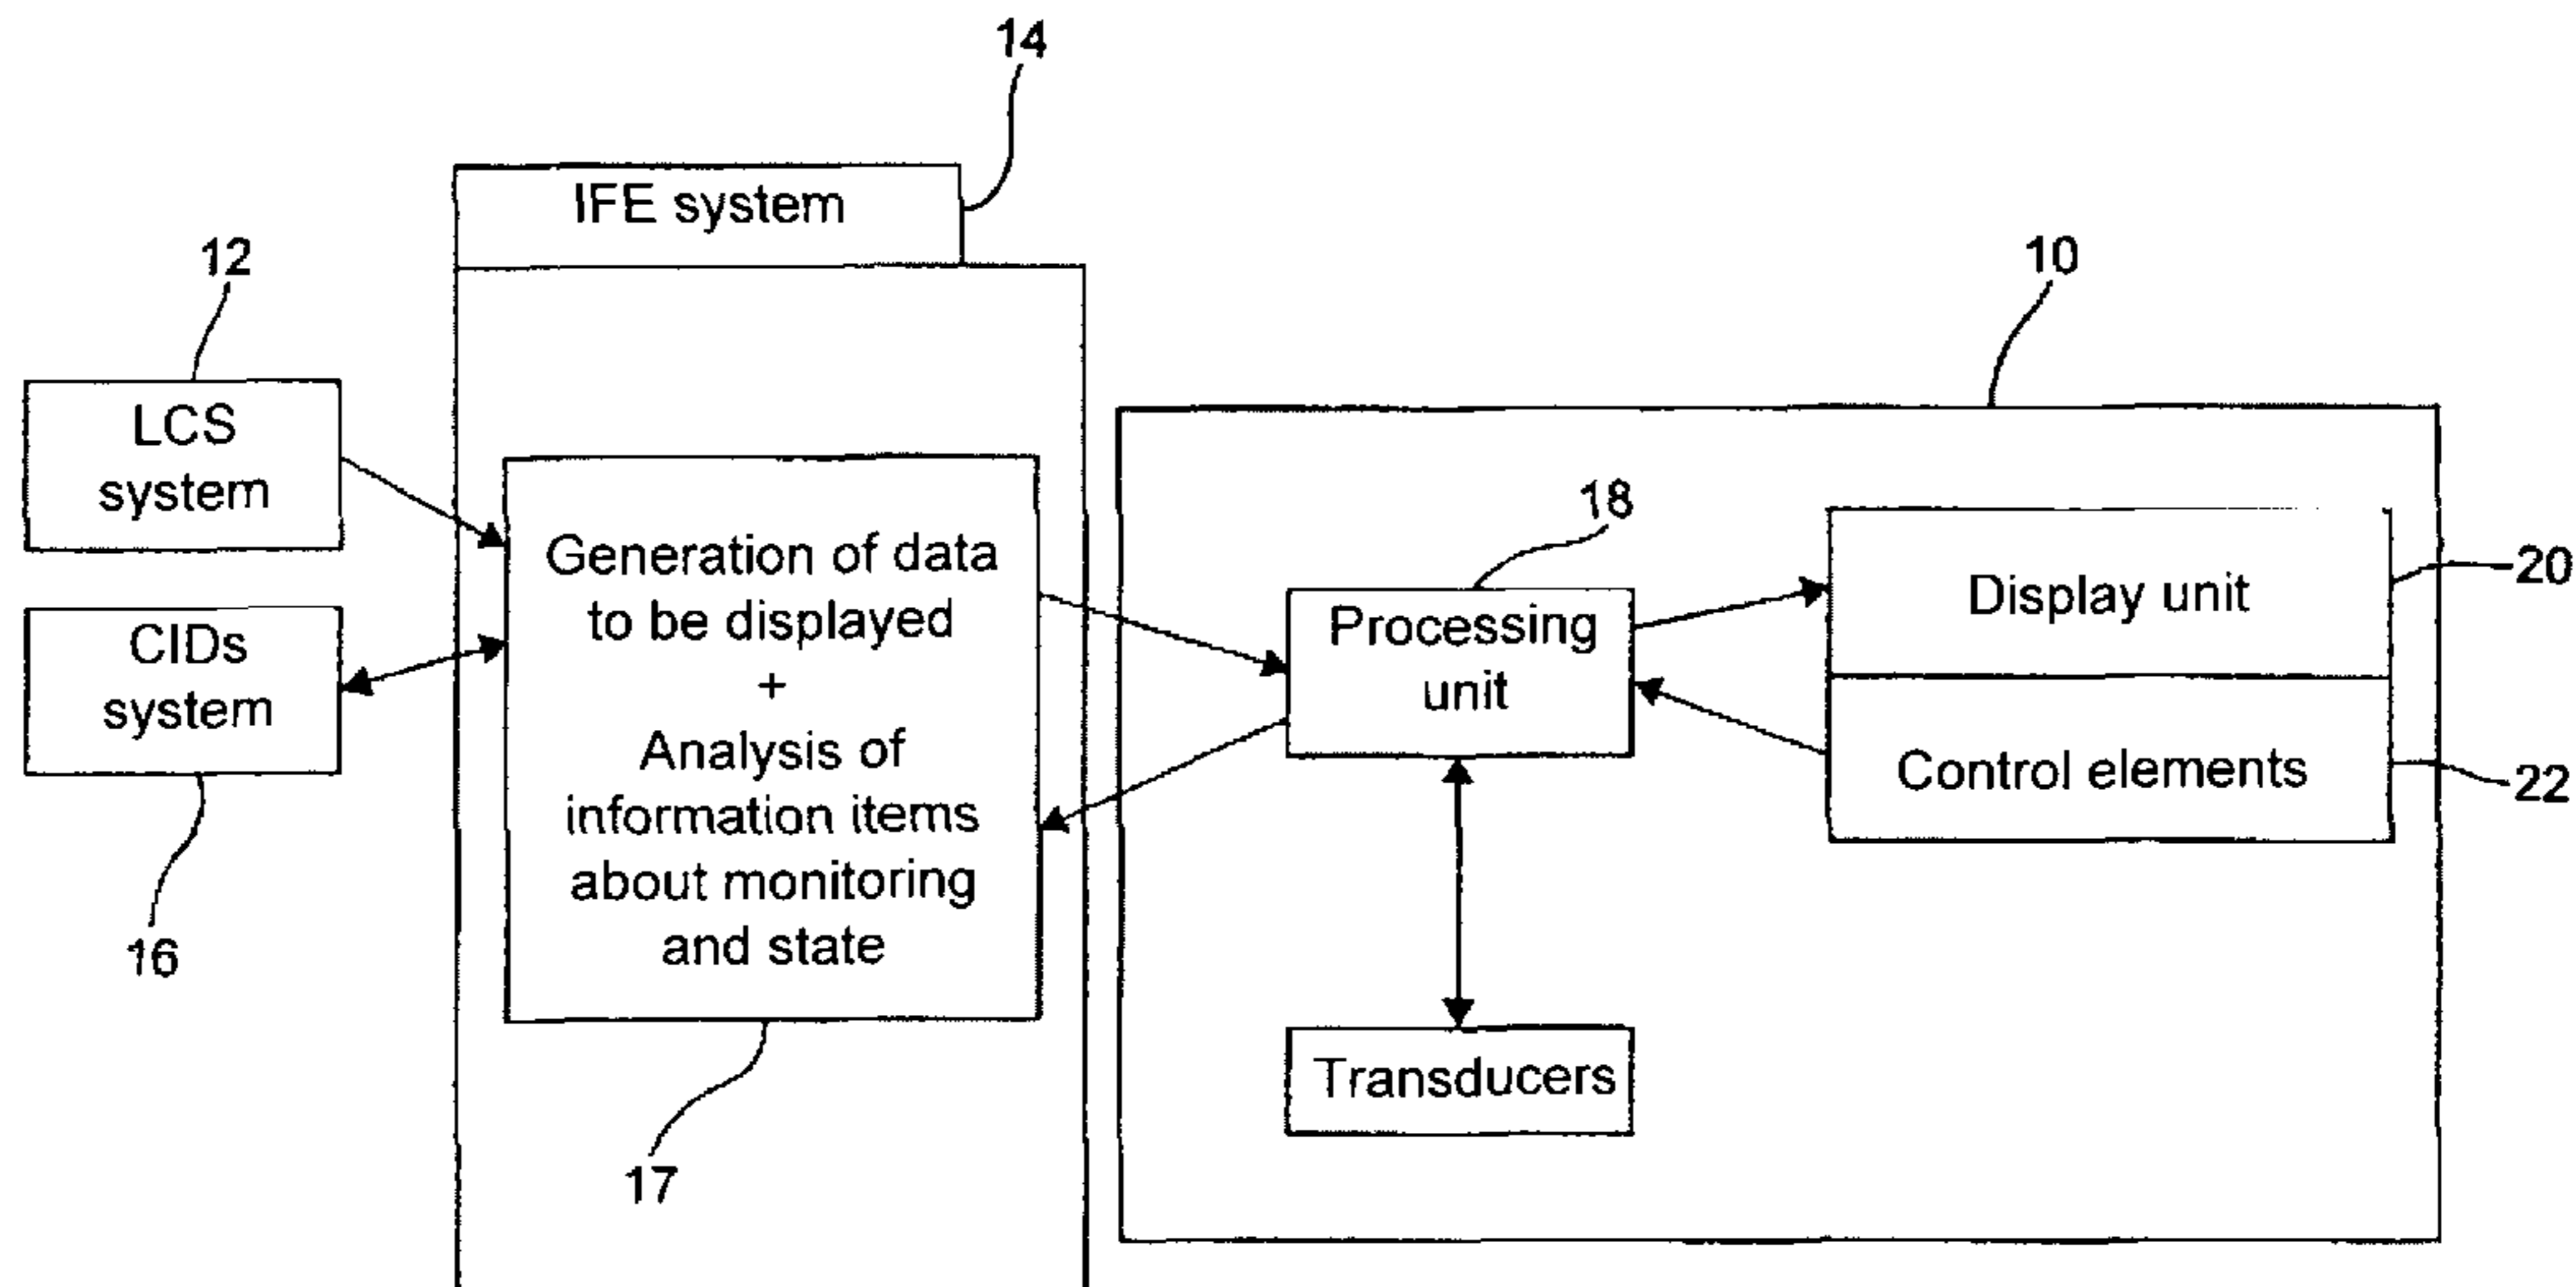 14
IFE system
12
10
LCS
system
18
Generation of data
to be displayed
+
Analysis of
information items
about monitoring
and state
Processing
unit
Display unit
20
CIDs
system
Control elements
22
16
Transducers
17